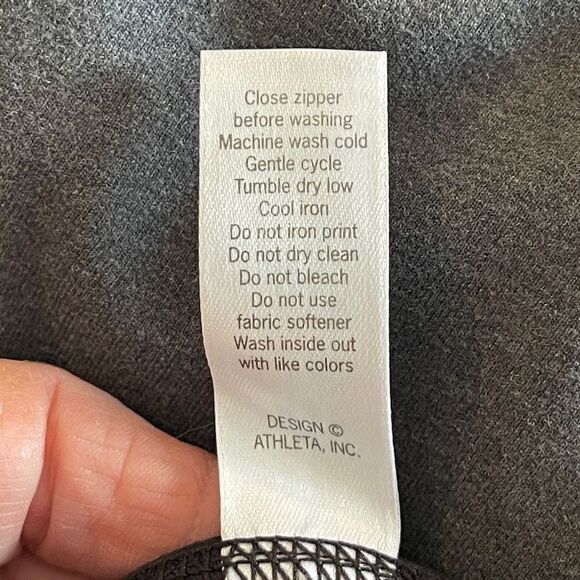 Close zipper
before washing
Machine wash cold
Gentle cycle
Tumble dry low
Cool iron
Do not iron print
Do not dry clean
Do not bleach
Do not use
fabric softener
Wash inside out
with like colors
DESIGN ©
ATHLETA, INC.